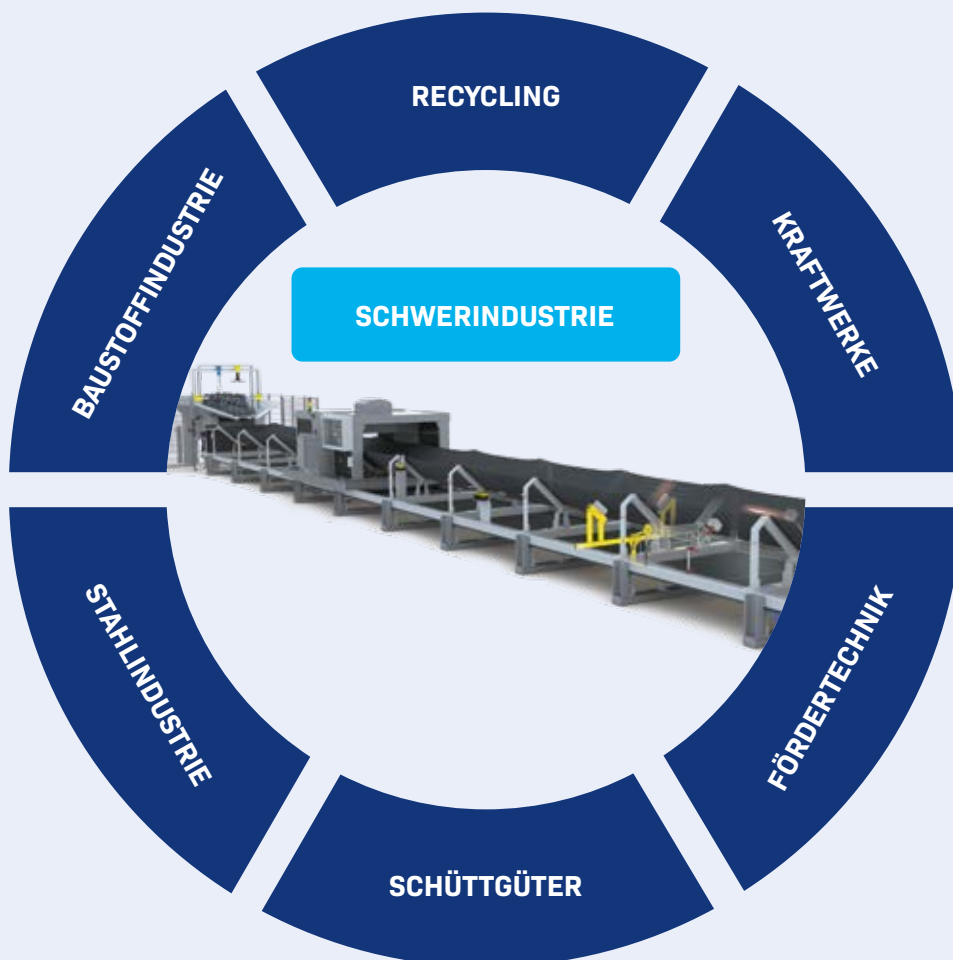 RECYCLING
KRAFTWERKE
FÖRDERTECHNIK
SCHÜTTGÜTER
STAHLINDUSTRIE
BAUSTOFFINDUSTRIE
SCHWERINDUSTRIE